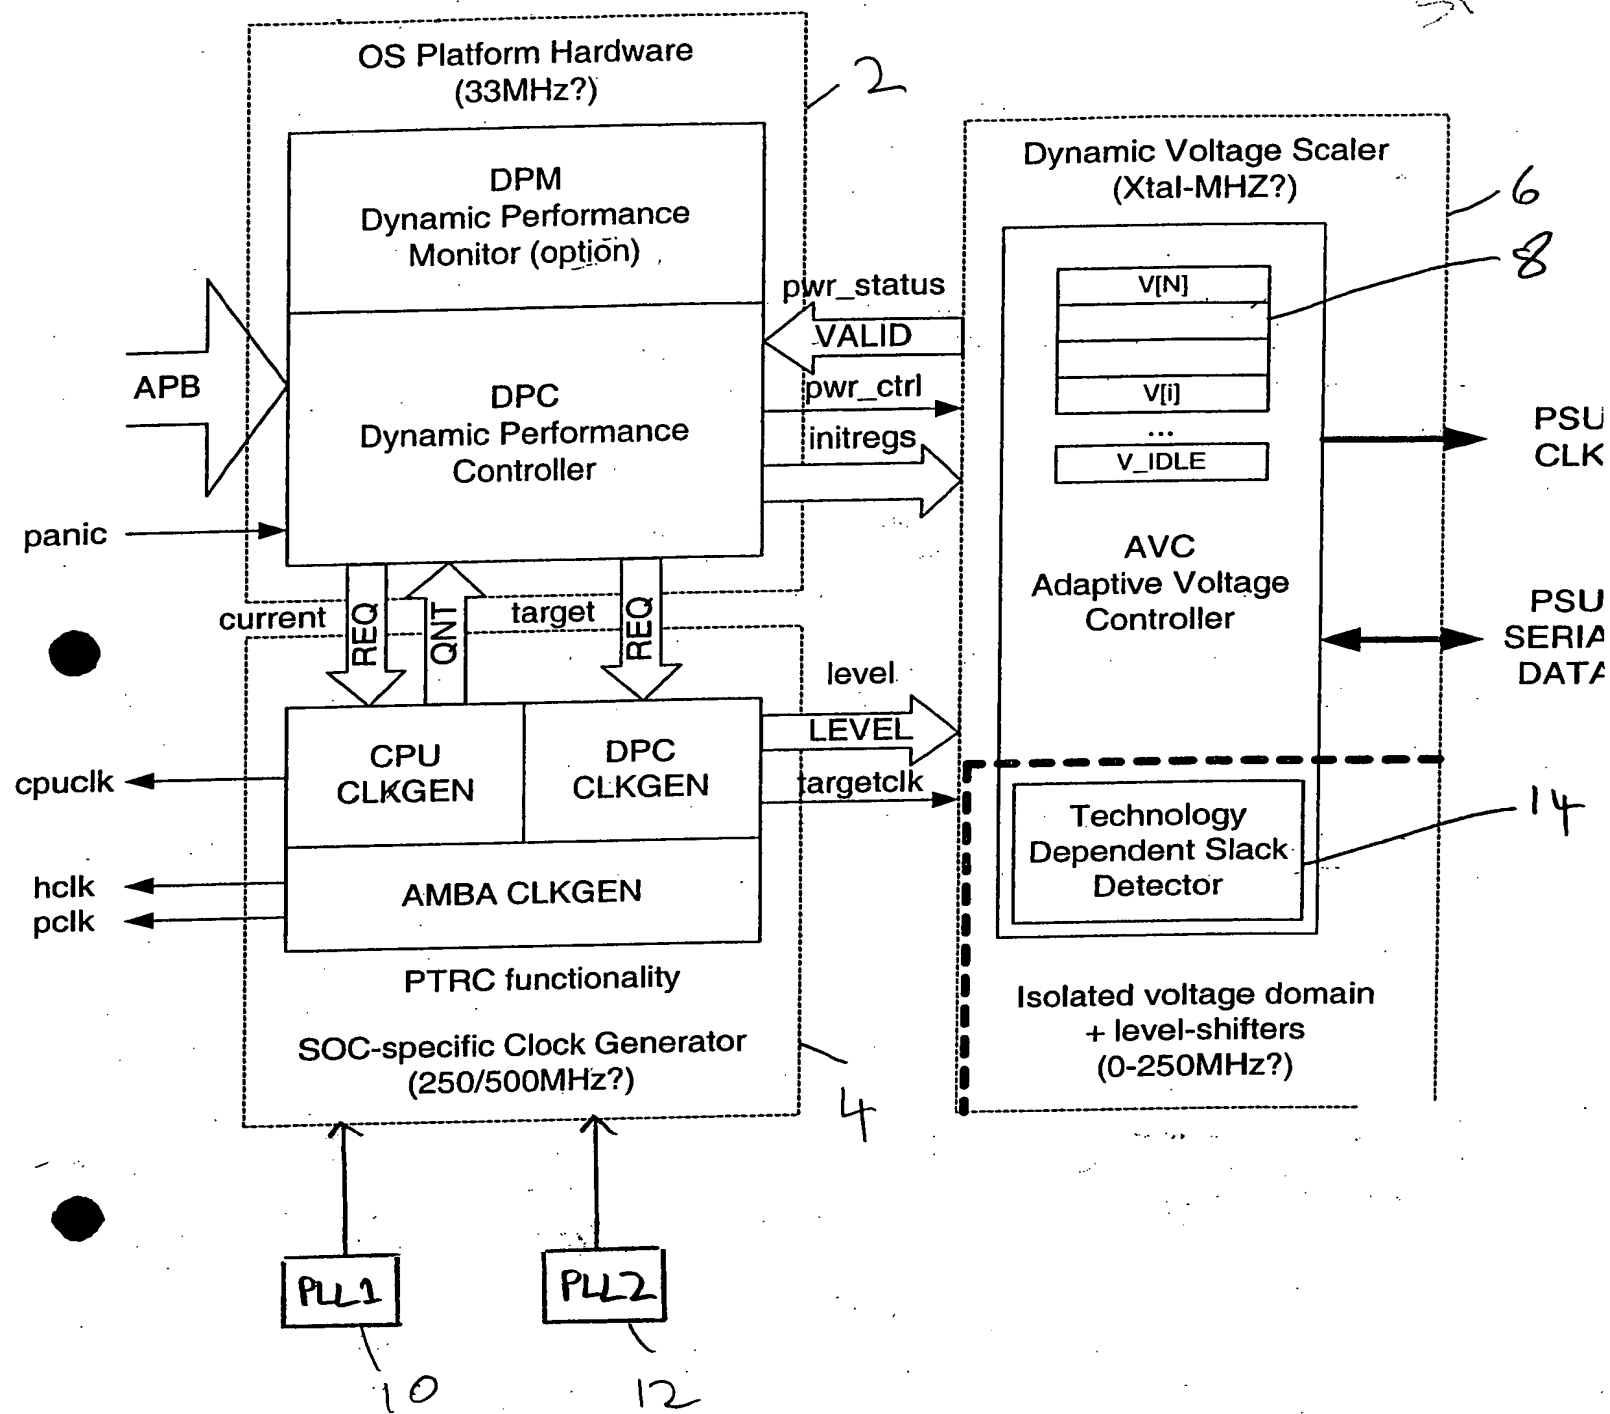 OS Platform Hardware
(33MHz?)
2
DPM
Dynamic Performance
Monitor (option)
APB
DPC
Dynamic Performance
Controller
panic
pwr_status
VALID
pwr_ctrl
initregs
Dynamic Voltage Scaler
(Xtal-MHZ?)
6
8
V[N]
V[i]
...
V_IDLE
AVC
Adaptive Voltage
Controller
PSU
CLK
PSU
SERIA
DATA
current
REQ
QNT
target
REQ
level
LEVEL
targetclk
CPU
CLKGEN
DPC
CLKGEN
cpuclk
hclk
pclk
AMBA CLKGEN
PTRC functionality
SOC-specific Clock Generator
(250/500MHz?)
4
Technology
Dependent Slack
Detector
14
Isolated voltage domain
+ level-shifters
(0-250MHz?)
PLL1
PLL2
10
12